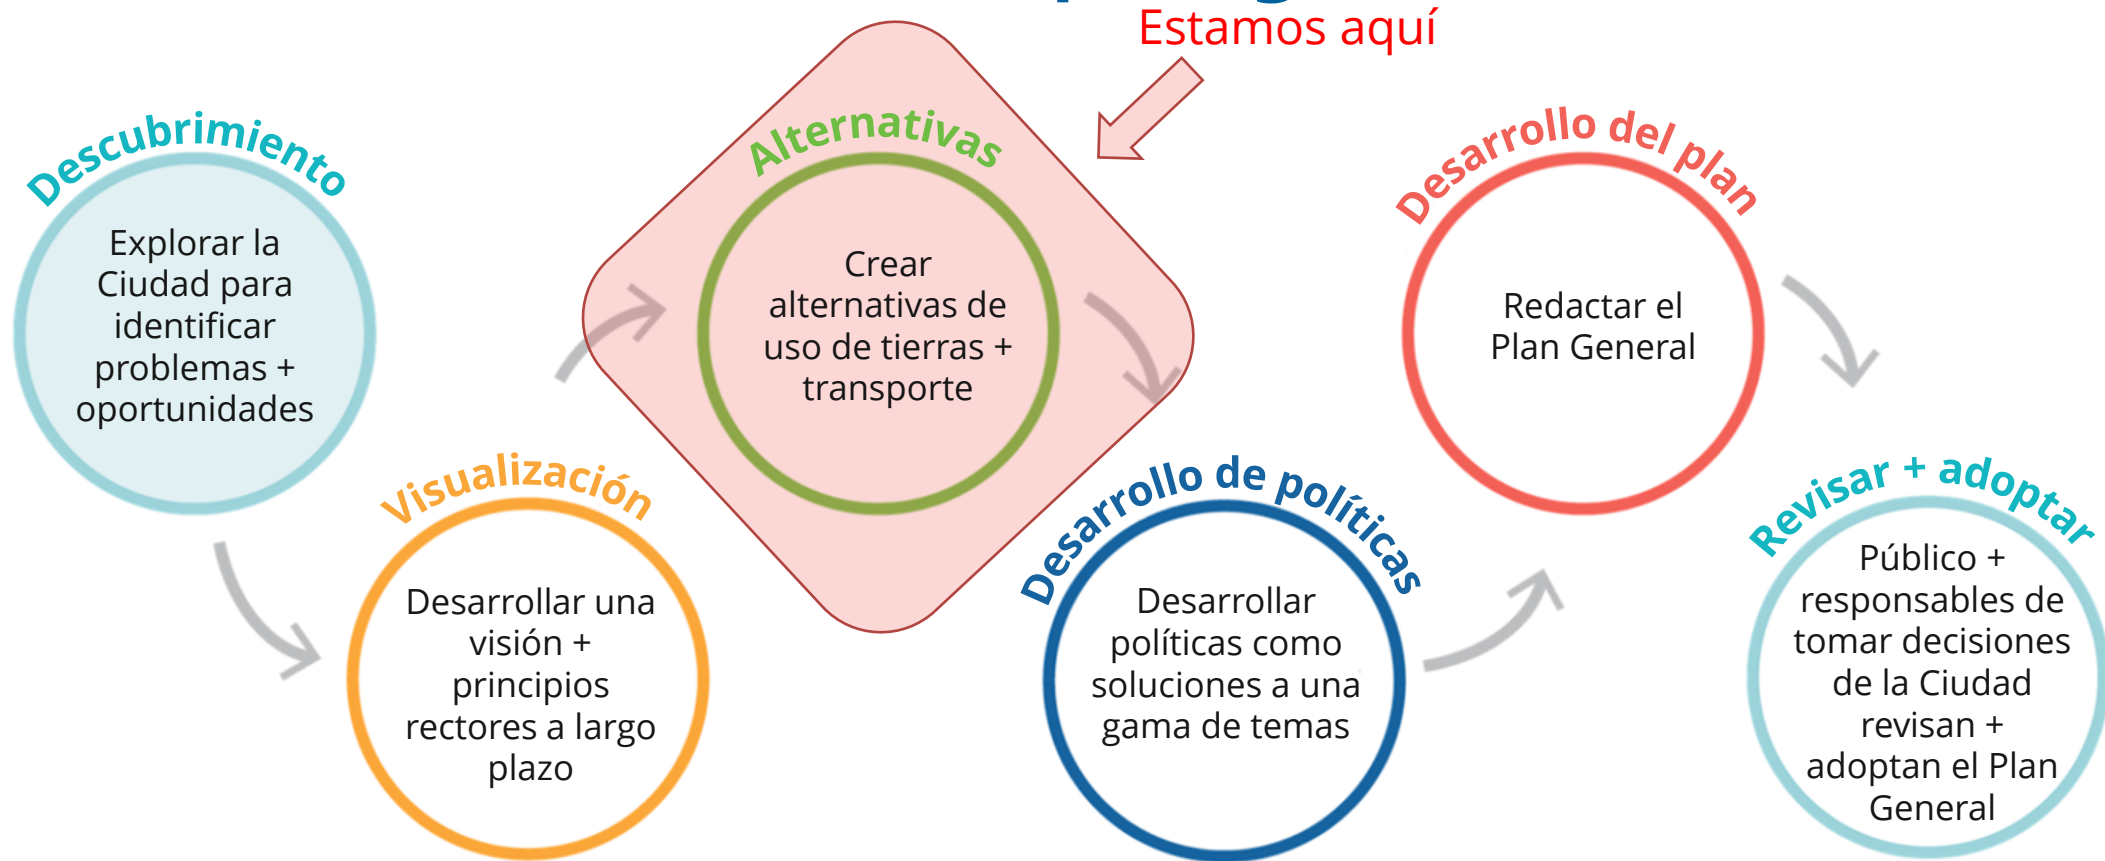 Estamos aquí
Descubrimiento
Explorar la
Ciudad para
identificar
problemas +
oportunidades
Visualización
Desarrollar una
visión +
principios
rectores a largo
plazo
Alternativas
Crear
alternativas de
uso de tierras +
transporte
Desarrollo de políticas
Desarrollar
políticas como
soluciones a una
gama de temas
Desarrollo del plan
Redactar el
Plan General
Revisar + adoptar
Público +
responsables de
tomar decisiones
de la Ciudad
revisan +
adoptan el Plan
General